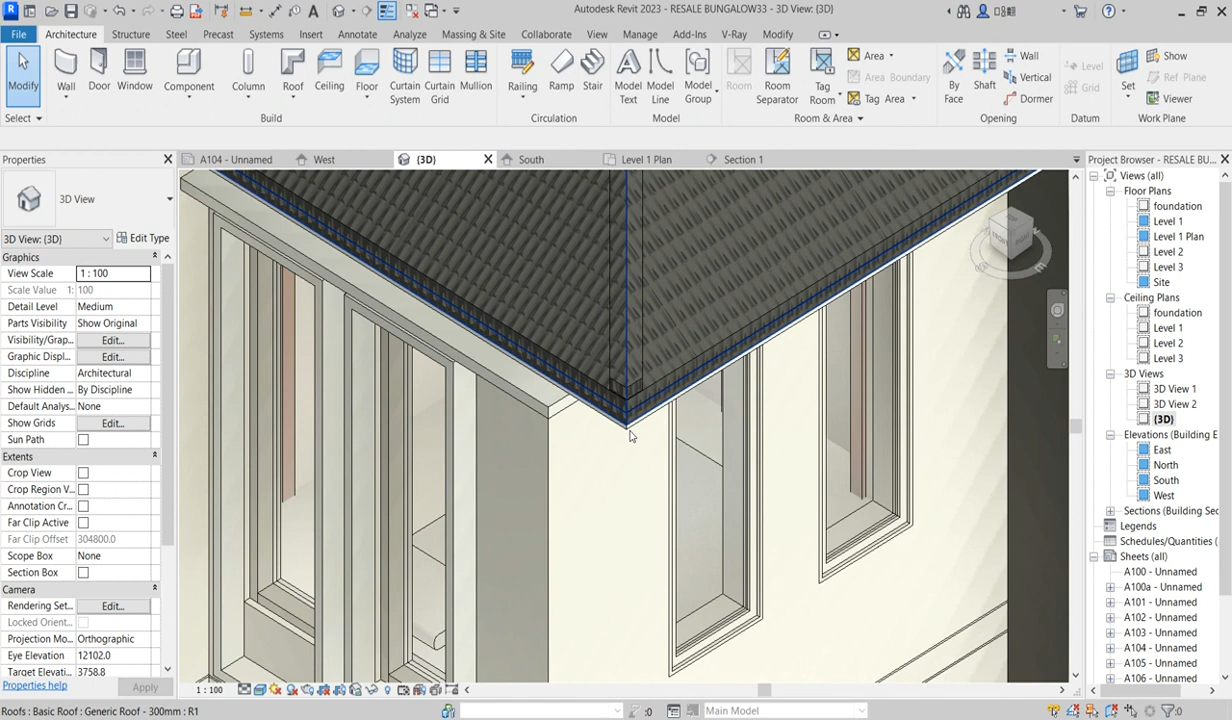 Autodesk Revit 2023 - RESALE BUNGALOW33 - 3D View: {3D}
File Architecture Structure Steel Precast Systems Insert Annotate Analyze Massing & Site Collaborate View Manage Add-Ins V-Ray Modify
Modify Wall Door Window Component Column Roof Ceiling Floor Curtain System Curtain Grid Mullion Railing Ramp Stair Model Text Model Line Model Group Room Room Separator Tag Room
Area
Area Boundary
Tag Area
By Face Shaft
Wall
Vertical
Dormer
Level
Grid
Set
Show
Ref Plane
Viewer
Select Build Circulation Model Room & Area Opening Datum Work Plane
Properties
A104 - Unnamed West {3D} South Level 1 Plan Section 1
Project Browser - RESALE BU...
3D View
3D View: {3D} Edit Type
Graphics
View Scale 1 : 100
Scale Value 1: 100
Detail Level Medium
Parts Visibility Show Original
Visibility/Grap... Edit...
Graphic Displ... Edit...
Discipline Architectural
Show Hidden ... By Discipline
Default Analys... None
Show Grids Edit...
Sun Path
Extents
Crop View
Crop Region V...
Annotation Cr...
Far Clip Active
Far Clip Offset 304800.0
Scope Box None
Section Box
Camera
Rendering Set... Edit...
Locked Orient...
Projection Mo... Orthographic
Eye Elevation 12102.0
Target Elevati... 3758.8
Properties help Apply
Views (all)
Floor Plans
foundation
Level 1
Level 1 Plan
Level 2
Level 3
Site
Ceiling Plans
foundation
Level 1
Level 2
Level 3
3D Views
3D View 1
3D View 2
{3D}
Elevations (Building E
East
North
South
West
Sections (Building Sec
Legends
Schedules/Quantities (
Sheets (all)
A100 - Unnamed
A100a - Unnamed
A101 - Unnamed
A102 - Unnamed
A103 - Unnamed
A104 - Unnamed
A105 - Unnamed
A106 - Unnamed
1 : 100
Roofs : Basic Roof : Generic Roof - 300mm : R1
:0
Main Model
:0